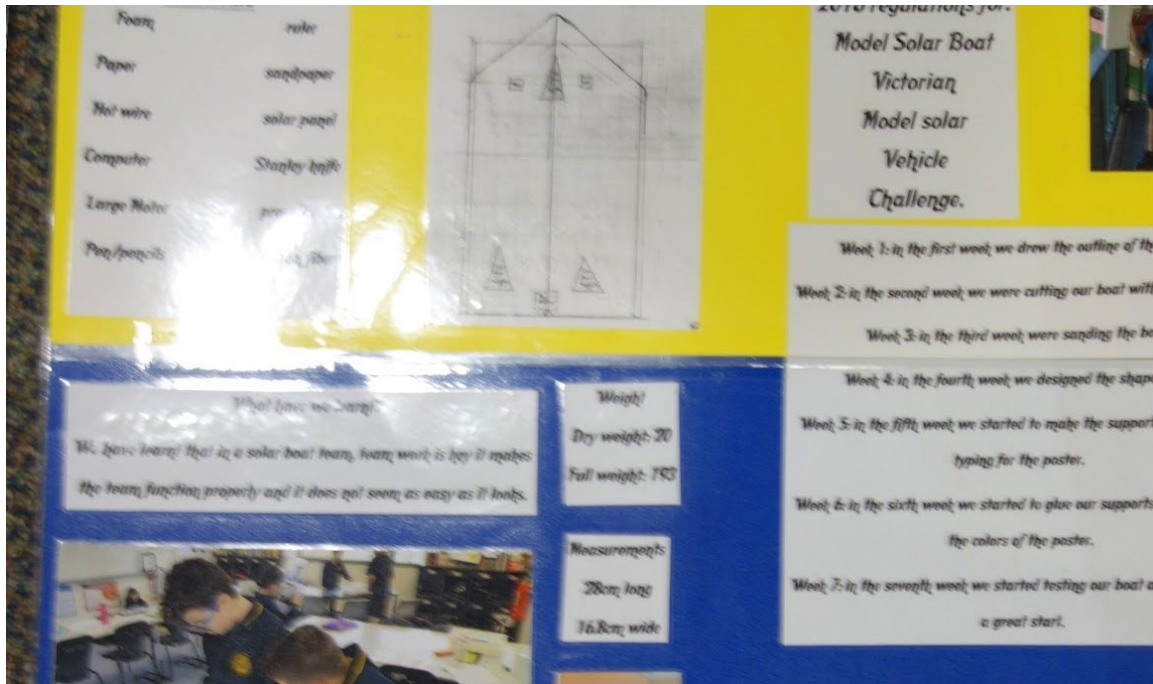 Foam
ruler
Paper
sandpaper
Hot wire
solar panel
Computer
Stanley knife
Large Motor
Pen/pencils
regulations for:
Model Solar Boat
Victorian
Model solar
Vehicle
Challenge.
Week 1: in the first week we drew the outline of th
Week 2: in the second week we were cutting our boat with
Week 3: in the third week were sanding the bo
Week 4: in the fourth week we designed the shape
Week 5: in the fifth week we started to make the support
typing for the poster.
Week 6: in the sixth week we started to glue our supports
the colors of the poster.
Week 7: in the seventh week we started testing our boat a
a great start.
What have we learnt?
We have learnt that in a solar boat team, team work is key it makes
the team function properly and it does not seem as easy as it looks.
Weight
Dry weight: 20
Full weight: 193
Measurements
28cm long
16.8cm wide